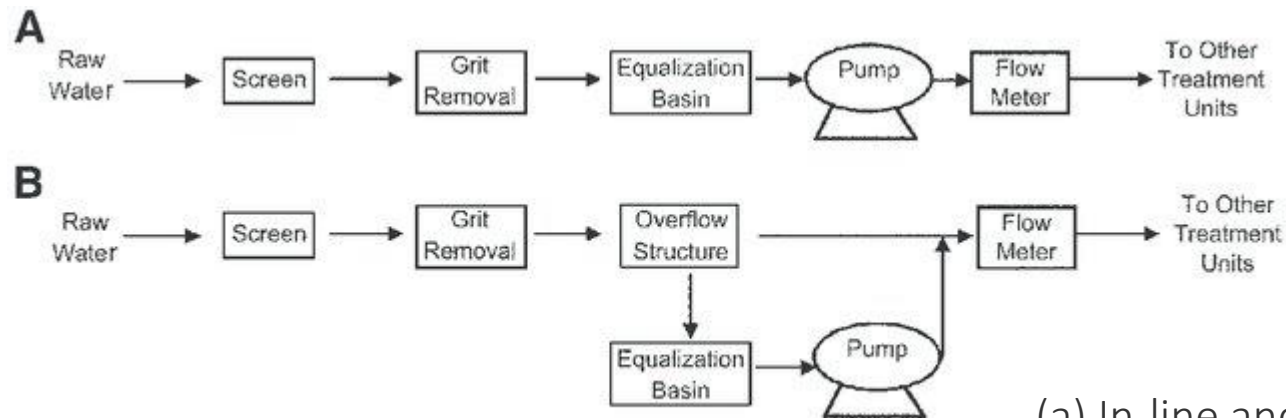 A
Raw
Water
Screen
Grit
Removal
Equalization
Basin
Pump
Flow
Meter
To Other
Treatment
Units
B
Raw
Water
Screen
Grit
Removal
Overflow
Structure
Flow
Meter
To Other
Treatment
Units
Equalization
Basin
Pump
(a) In-line and